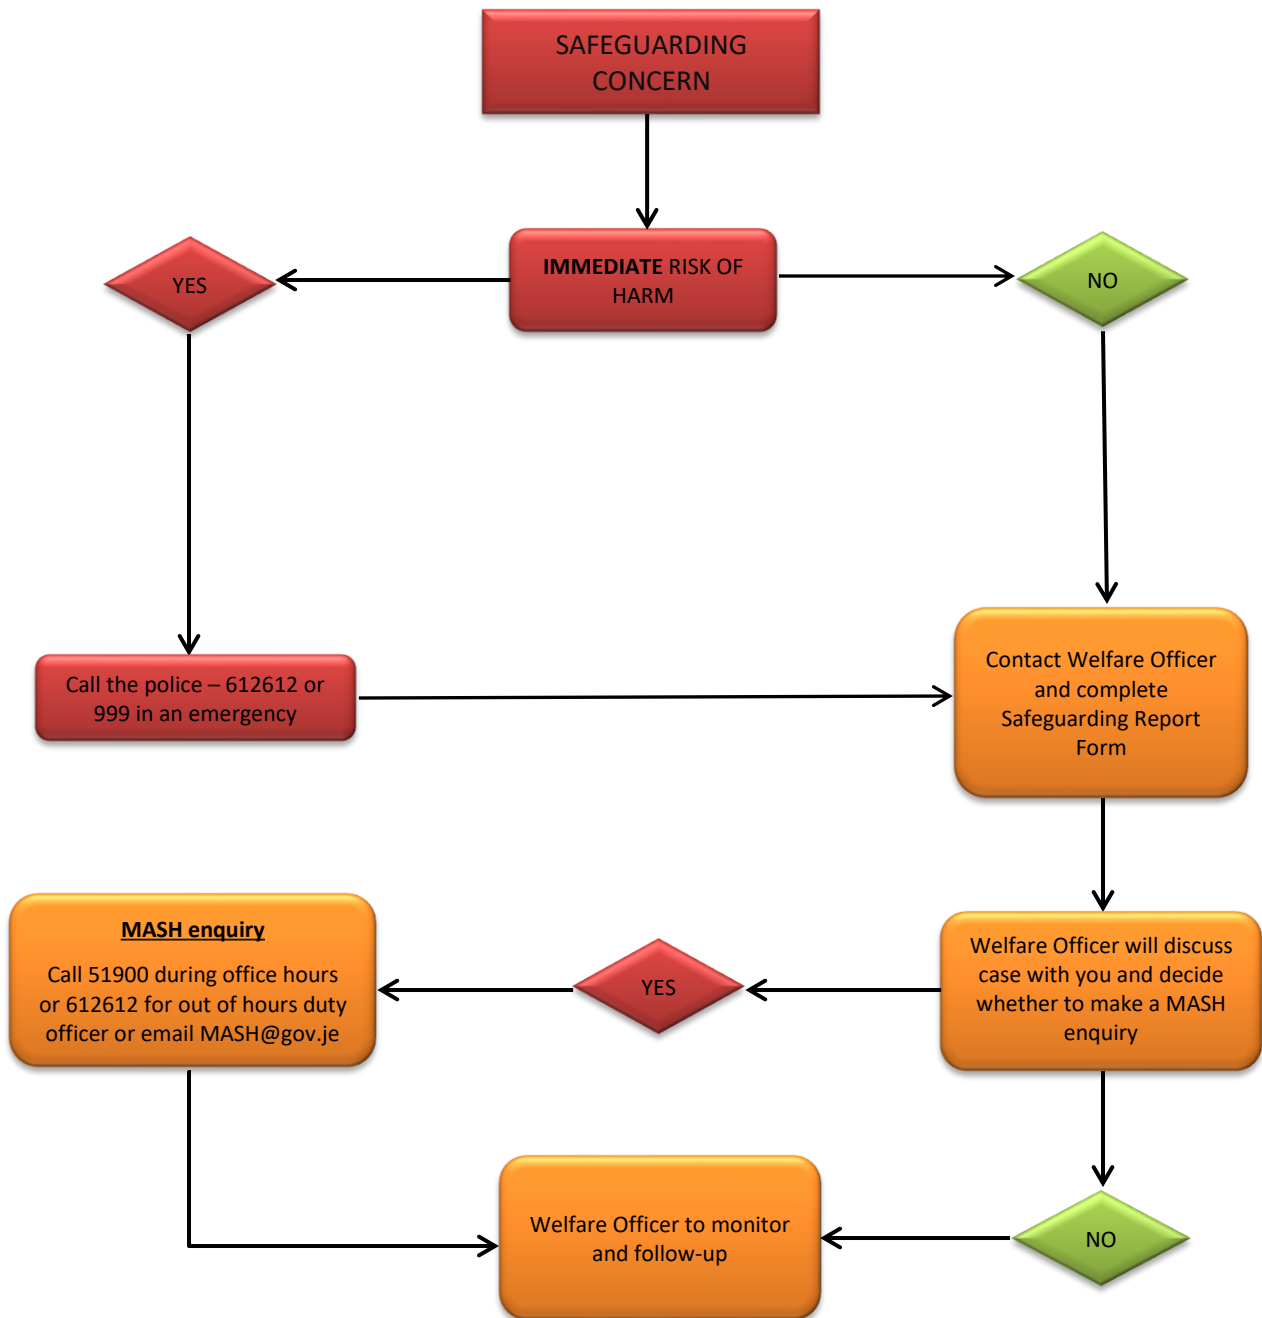 SAFEGUARDING
CONCERN
YES
IMMEDIATE RISK OF
HARM
NO
Call the police – 612612 or
999 in an emergency
Contact Welfare Officer
and complete
Safeguarding Report
Form
MASH enquiry
Call 51900 during office hours
or 612612 for out of hours duty
officer or email MASH@gov.je
YES
Welfare Officer will discuss
case with you and decide
whether to make a MASH
enquiry
Welfare Officer to monitor
and follow-up
NO